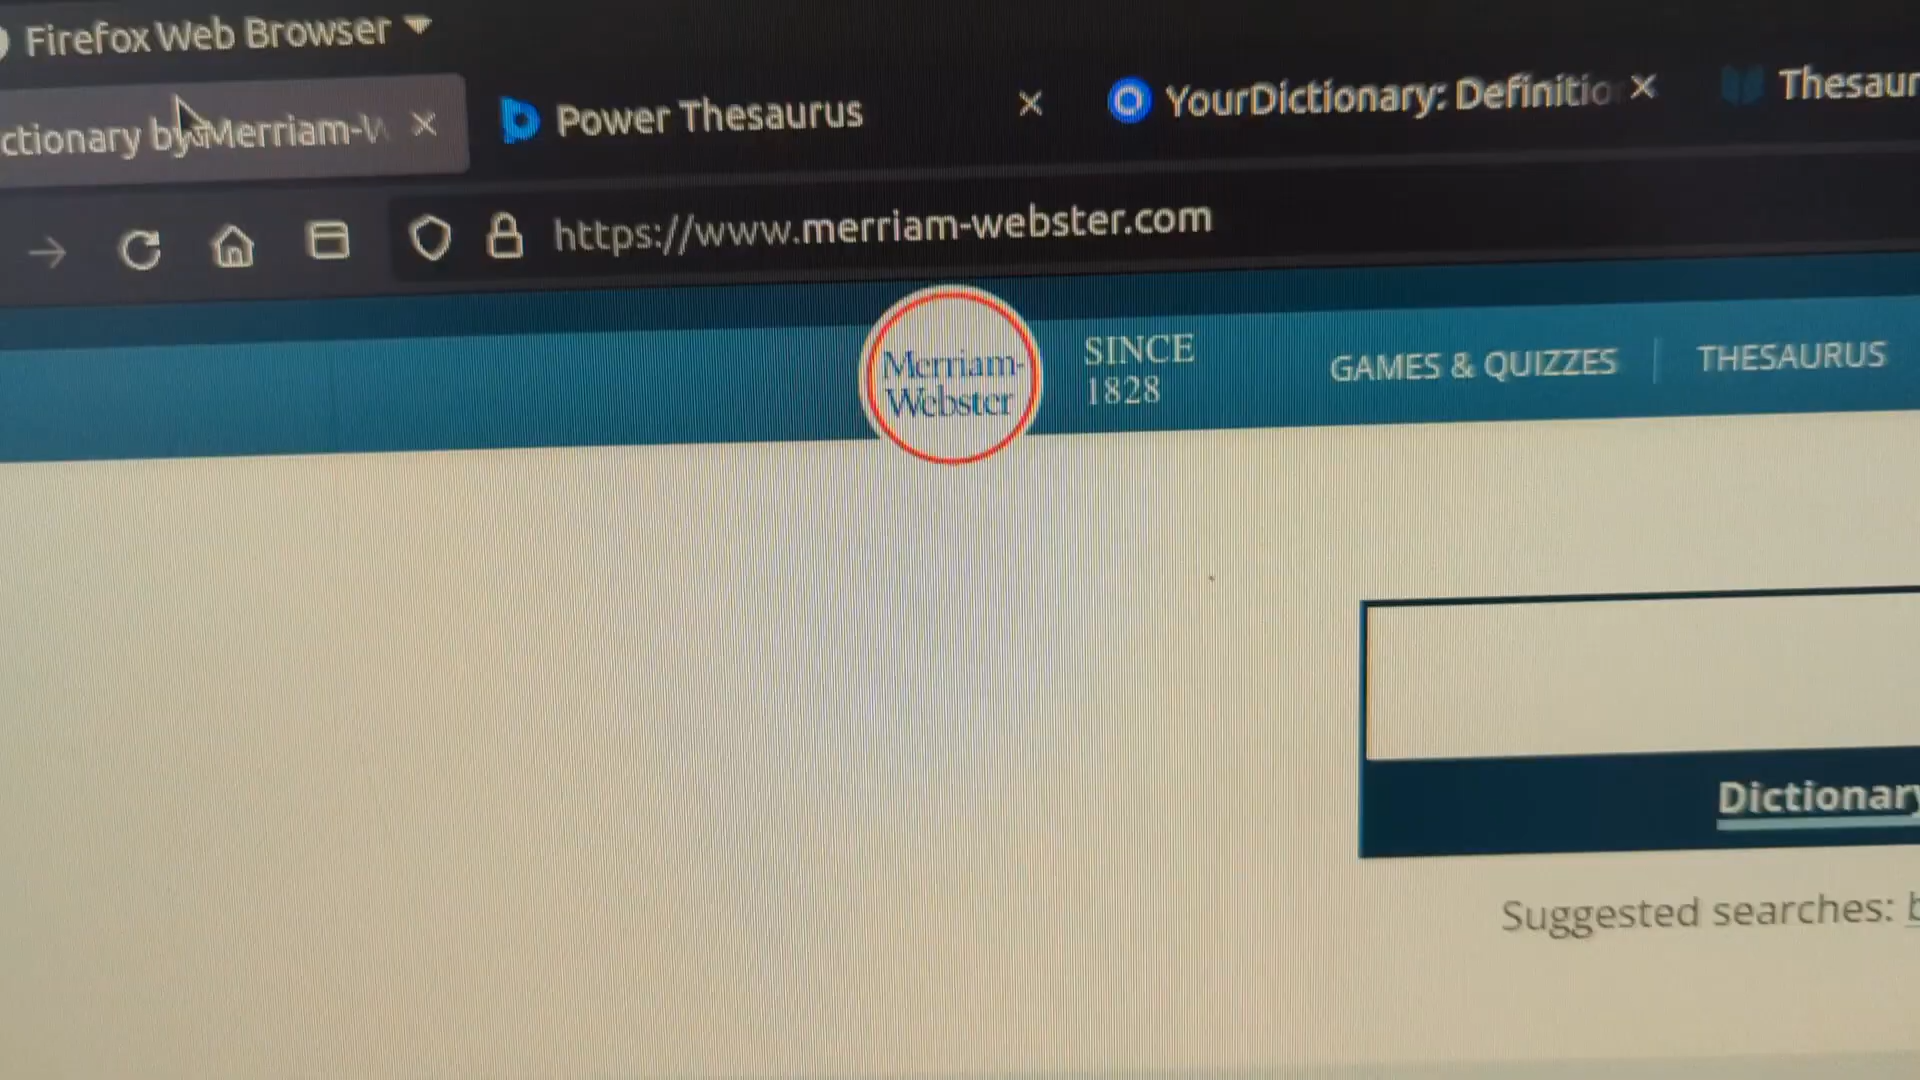 Firefox Web Browser
ctionary by Merriam-W
Power Thesaurus
YourDictionary: Definitio
Thesaur
https://www.merriam-webster.com
Merriam-
Webster
SINCE
1828
GAMES & QUIZZES
THESAURUS
Dictionary
Suggested searches: b